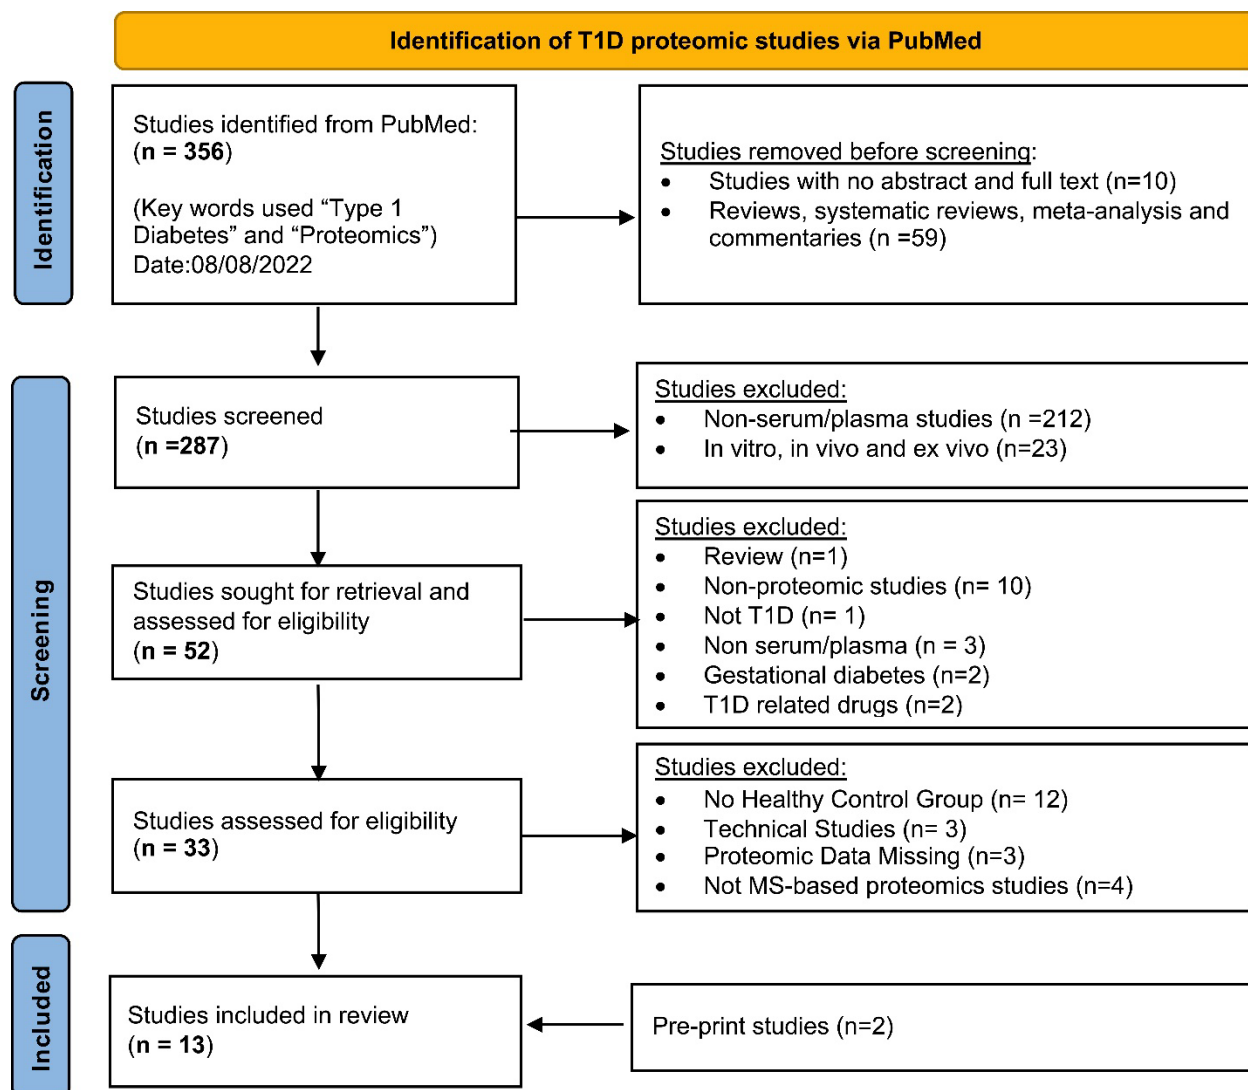 Identification of T1D proteomic studies via PubMed
Identification
Studies identified from PubMed:
(n = 356)
(Key words used “Type 1
Diabetes” and “Proteomics”)
Date:08/08/2022
Studies removed before screening:
• Studies with no abstract and full text (n=10)
• Reviews, systematic reviews, meta-analysis and
commentaries (n =59)
Screening
Studies screened
(n =287)
Studies excluded:
• Non-serum/plasma studies (n =212)
• In vitro, in vivo and ex vivo (n=23)
Studies sought for retrieval and
assessed for eligibility
(n = 52)
Studies excluded:
• Review (n=1)
• Non-proteomic studies (n= 10)
• Not T1D (n= 1)
• Non serum/plasma (n = 3)
• Gestational diabetes (n=2)
• T1D related drugs (n=2)
Studies assessed for eligibility
(n = 33)
Studies excluded:
• No Healthy Control Group (n= 12)
• Technical Studies (n= 3)
• Proteomic Data Missing (n=3)
• Not MS-based proteomics studies (n=4)
Included
Studies included in review
(n = 13)
Pre-print studies (n=2)